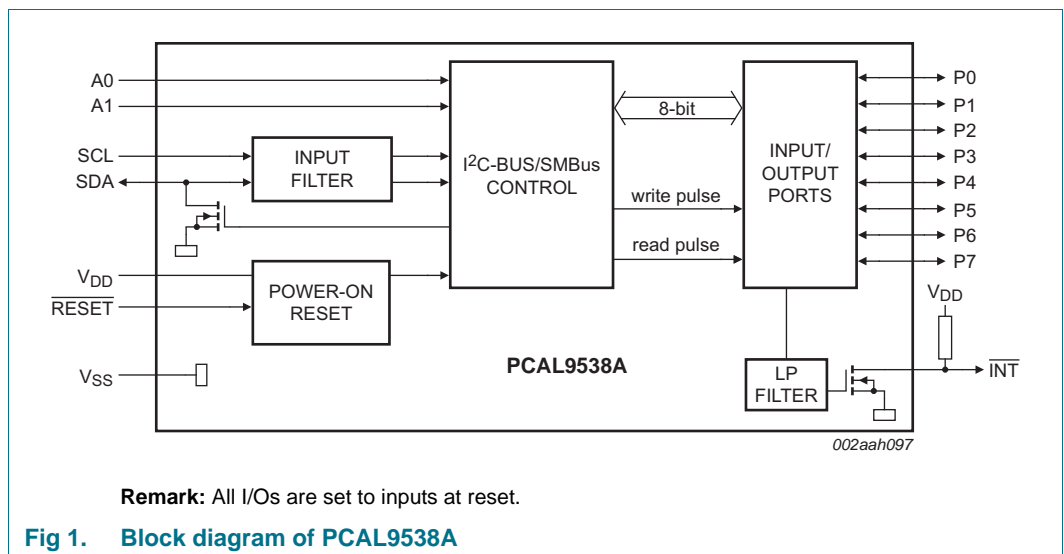 A0
A1
SCL
SDA
VDD
RESET
VSS
INPUT
FILTER
POWER-ON
RESET
I2C-BUS/SMBus
CONTROL
8-bit
write pulse
read pulse
INPUT/
OUTPUT
PORTS
P0
P1
P2
P3
P4
P5
P6
P7
VDD
INT
LP
FILTER
PCAL9538A
002aah097
Remark: All I/Os are set to inputs at reset.
Fig 1. Block diagram of PCAL9538A